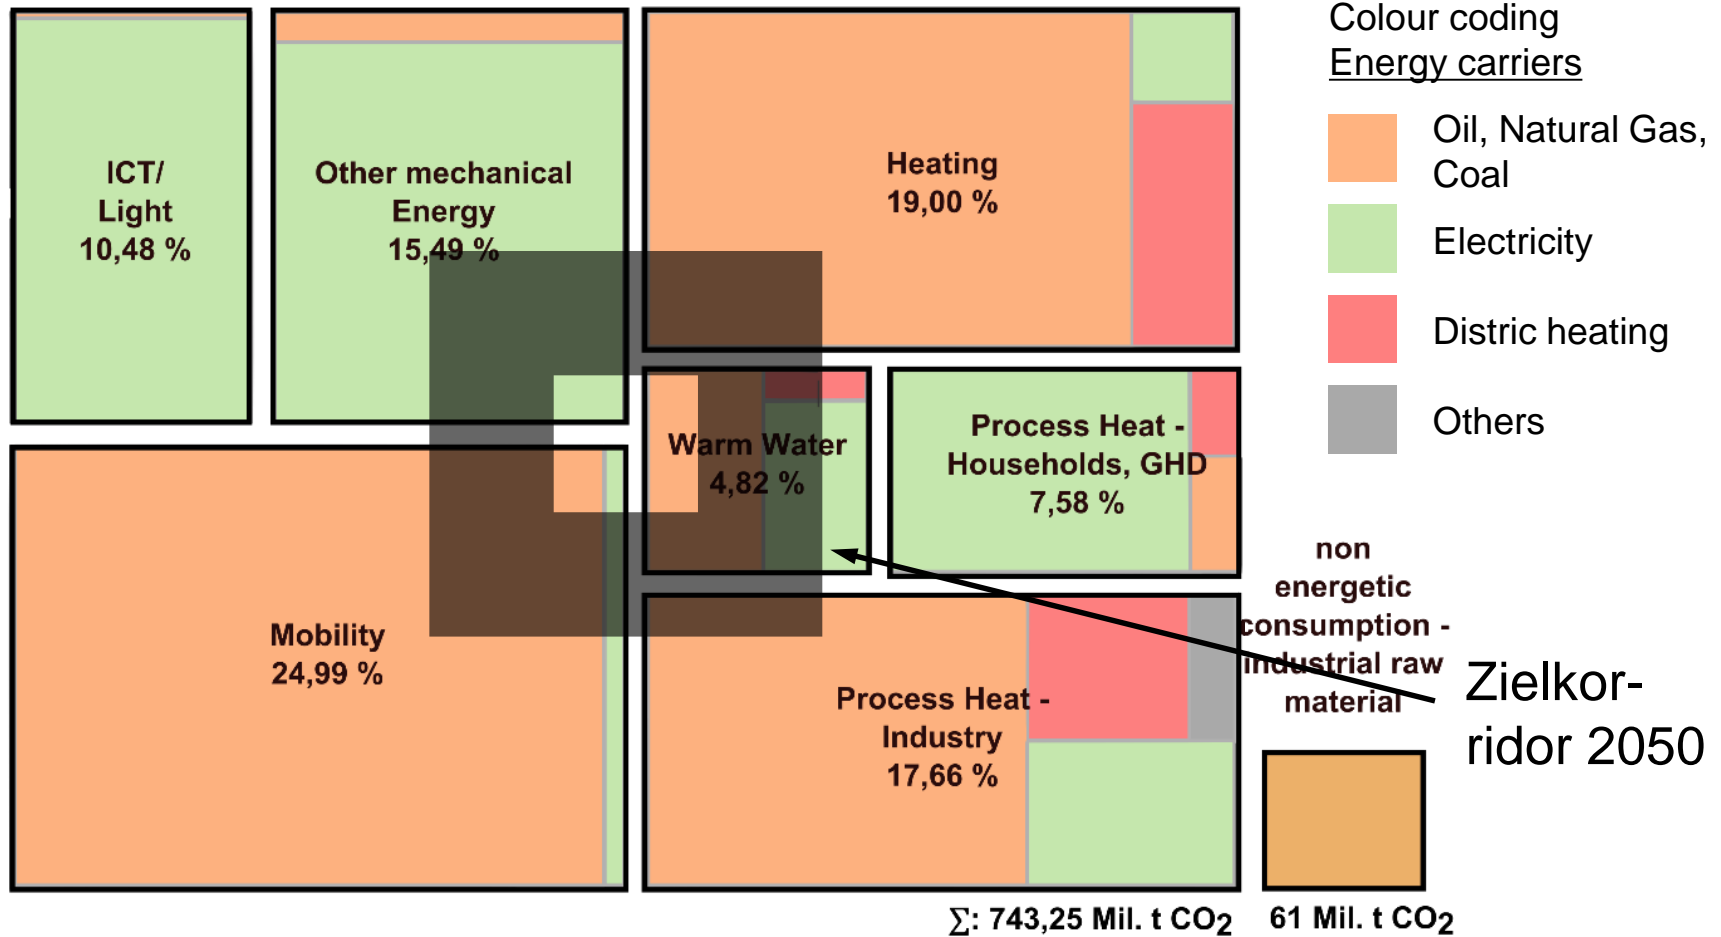 ICT/
Light
10,48 %
Other mechanical
Energy
15,49 %
Heating
19,00 %
Colour coding
Energy carriers
Oil, Natural Gas,
Coal
Electricity
Distric heating
Others
Warm Water
4,82 %
Process Heat -
Households, GHD
7,58 %
Mobility
24,99 %
Process Heat -
Industry
17,66 %
non
energetic
consumption -
industrial raw
material
Zielkor-
ridor 2050
Σ: 743,25 Mil. t CO2
61 Mil. t CO2